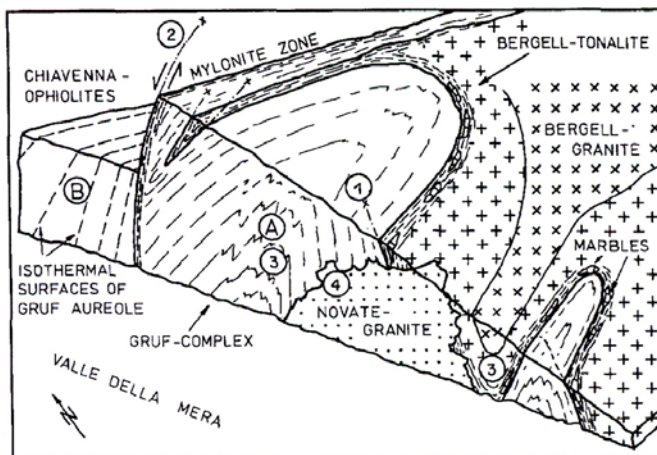 2
MYLONITE ZONE
BERGELL-TONALITE
CHIAVENNA-
OPHIOLITES
BERGELL-
GRANITE
1
B
A
MARBLES
3
ISOTHERMAL
SURFACES OF
GRUF AUREOLE
4
NOVATE-
GRANITE
GRUF-COMPLEX
3
VALLE DELLA MERA
N